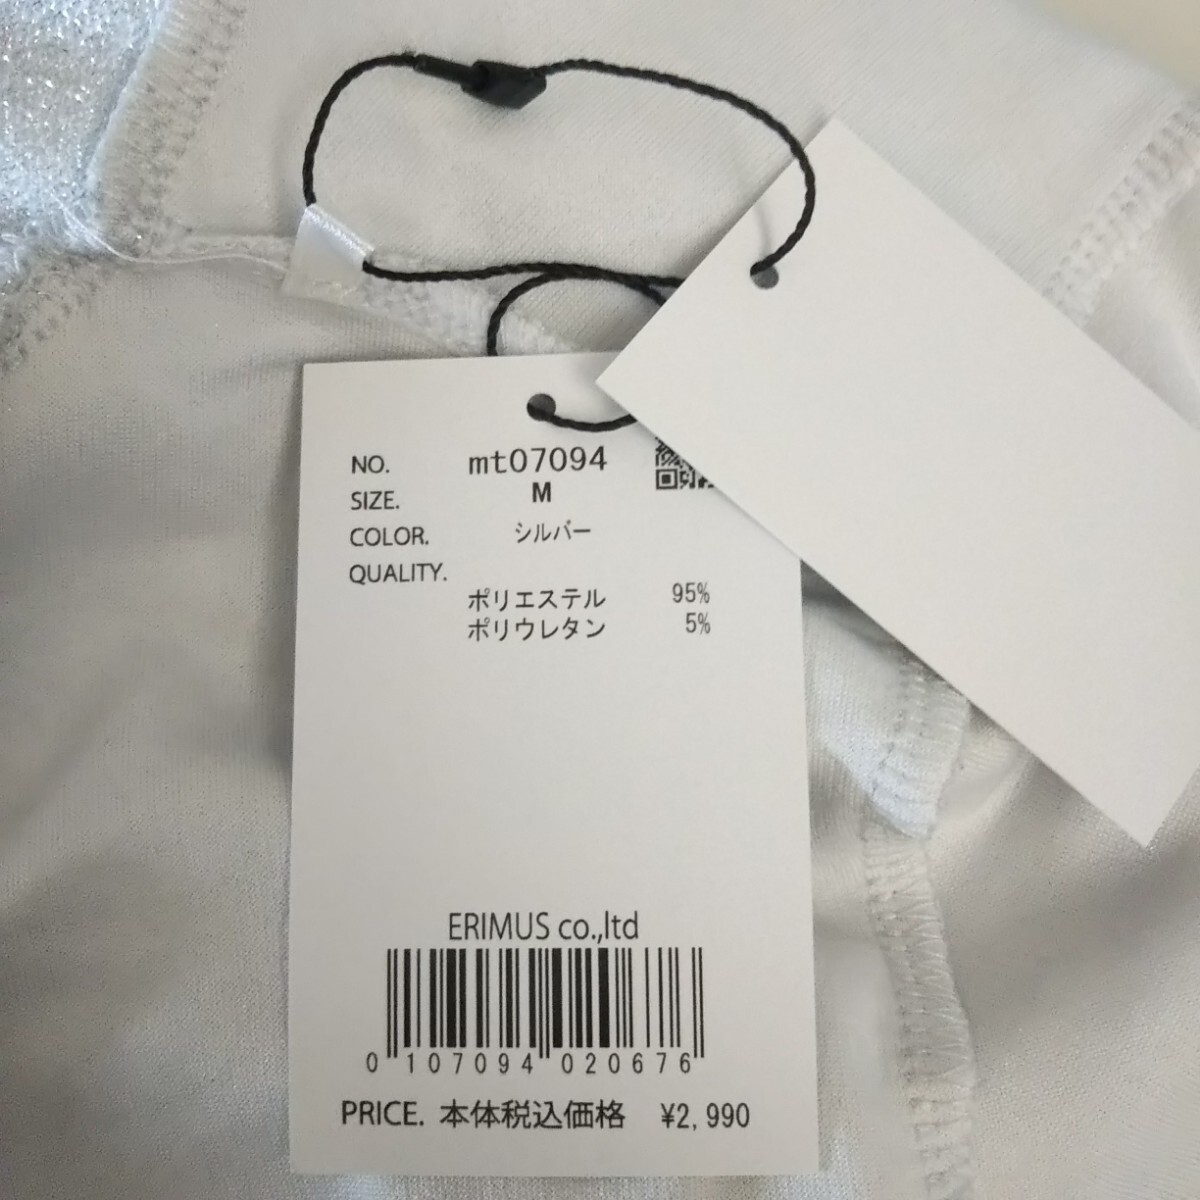 NO. mt07094
SIZE. M
COLOR. シルバー
QUALITY.
ポリエステル 95%
ポリウレタン 5%
ERIMUS co.,ltd
0 107094 020676
PRICE. 本体税込価格 ¥2,990